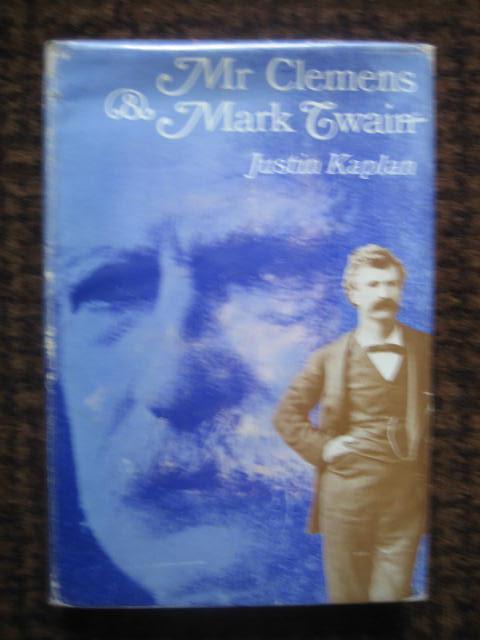 Mr Clemens
& Mark Twain
Justin Kaplan